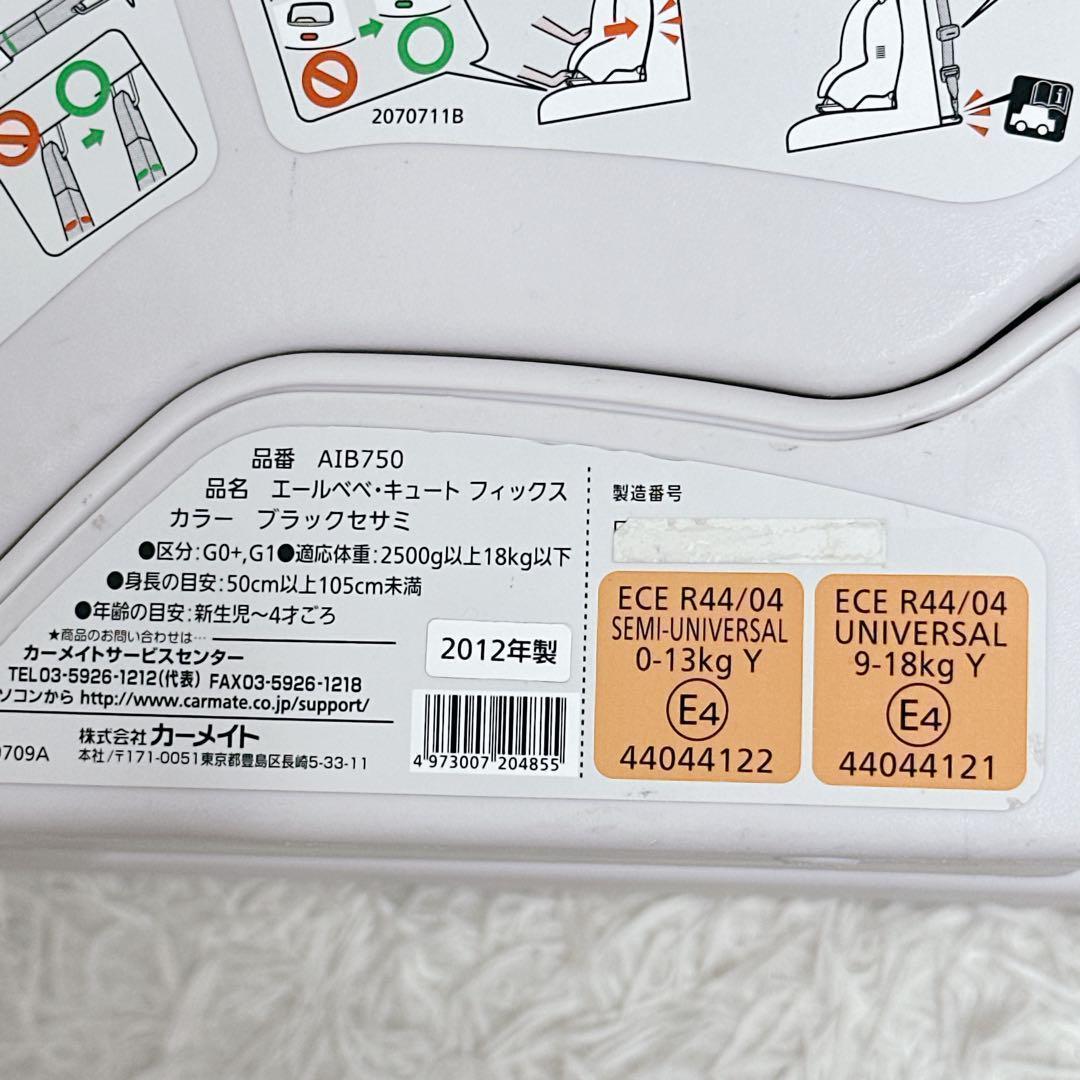 2070711B
品番 AIB750
品名 エールベベ・キュート フィックス
カラー ブラックセサミ
●区分:G0+,G1●適応体重:2500g以上18kg以下
●身長の目安:50cm以上105cm未満
●年齢の目安:新生児～4才ごろ
★商品のお問い合わせは…
カーメイトサービスセンター
TEL03-5926-1212(代表) FAX03-5926-1218
ソコンから http://www.carmate.co.jp/support/
株式会社 カーメイト
本社/〒171-0051東京都豊島区長崎5-33-11
0709A
2012年製
4 973007 204855
製造番号
ECE R44/04
SEMI-UNIVERSAL
0-13kg Y
E4
44044122
ECE R44/04
UNIVERSAL
9-18kg Y
E4
44044121